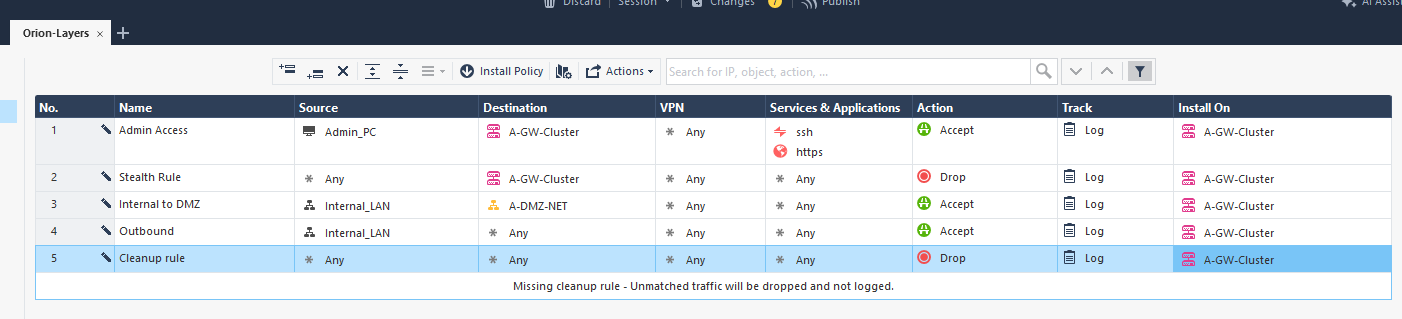 Discard Session Changes 7 Publish AI Assis
Orion-Layers
Install Policy Actions Search for IP, object, action, ...
No. Name Source Destination VPN Services & Applications Action Track Install On
1 Admin Access Admin_PC A-GW-Cluster Any ssh Accept Log A-GW-Cluster
https
2 Stealth Rule Any A-GW-Cluster Any Any Drop Log A-GW-Cluster
3 Internal to DMZ Internal_LAN A-DMZ-NET Any Any Accept Log A-GW-Cluster
4 Outbound Internal_LAN Any Any Any Accept Log A-GW-Cluster
5 Cleanup rule Any Any Any Any Drop Log A-GW-Cluster
Missing cleanup rule - Unmatched traffic will be dropped and not logged.